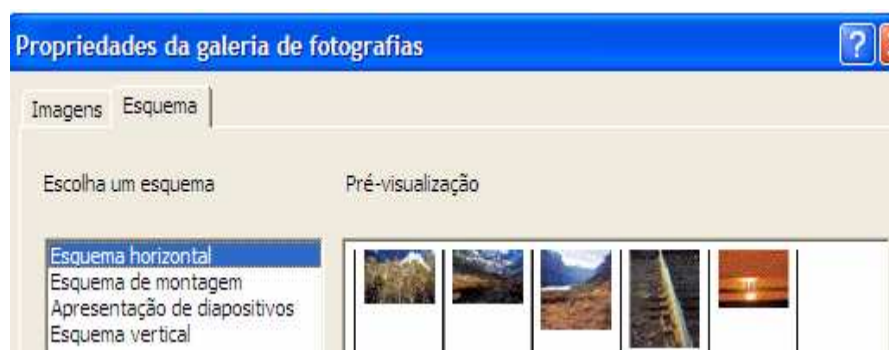 Propriedades da galeria de fotografias
Imagens Esquema
Escolha um esquema Pré-visualização
Esquema horizontal
Esquema de montagem
Apresentação de diapositivos
Esquema vertical